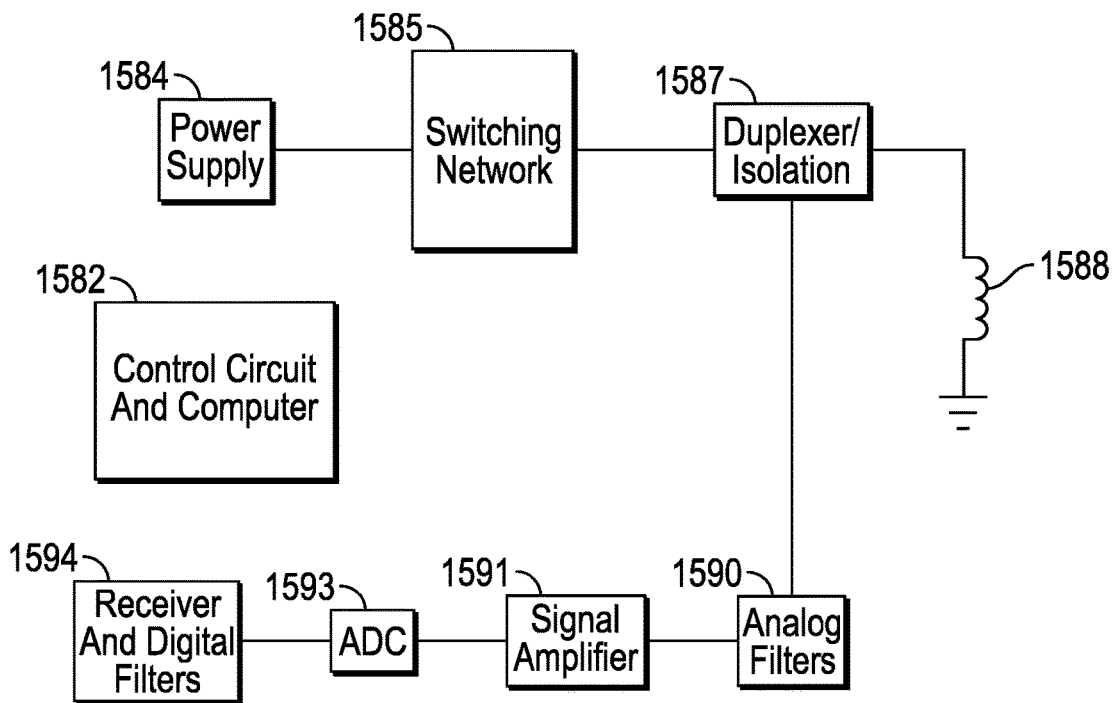 1584
Power
Supply
1585
Switching
Network
1587
Duplexer/
Isolation
1588
1582
Control Circuit
And Computer
1594
Receiver
And Digital
Filters
1593
ADC
1591
Signal
Amplifier
1590
Analog
Filters